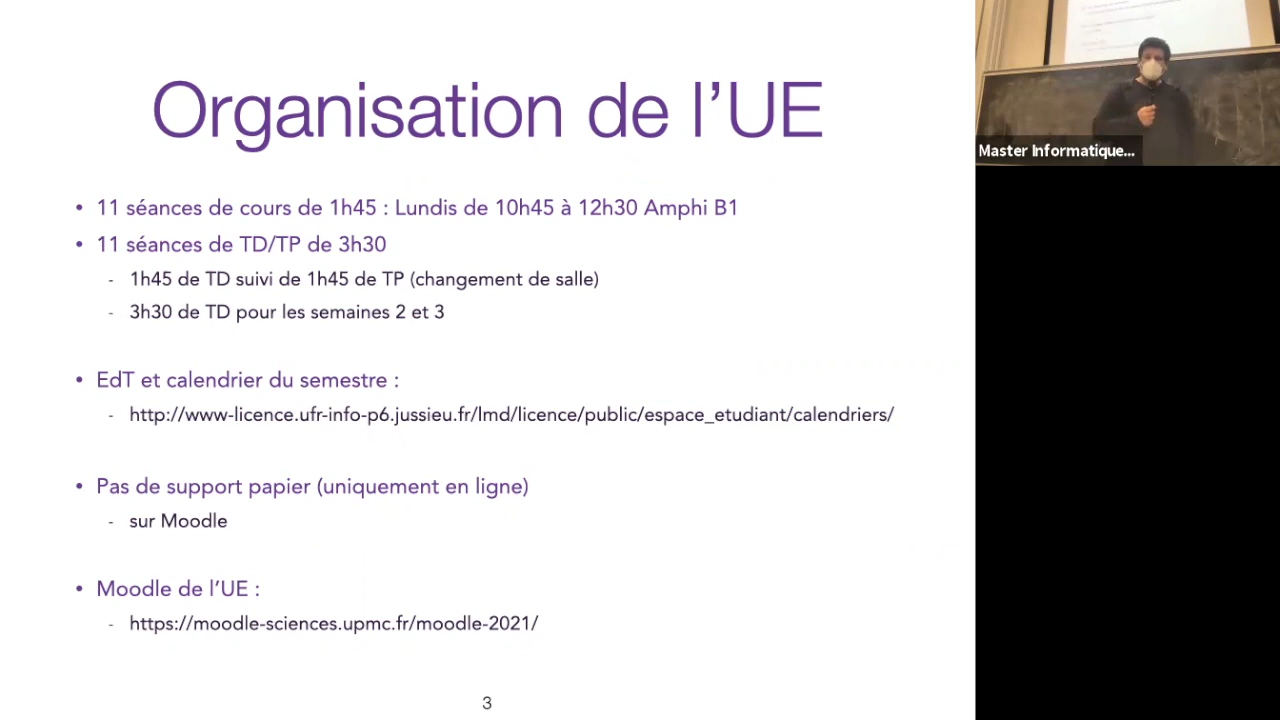 Organisation de l’UE
• 11 séances de cours de 1h45 : Lundis de 10h45 à 12h30 Amphi B1
• 11 séances de TD/TP de 3h30
- 1h45 de TD suivi de 1h45 de TP (changement de salle)
- 3h30 de TD pour les semaines 2 et 3
• EdT et calendrier du semestre :
- http://www-licence.ufr-info-p6.jussieu.fr/lmd/licence/public/espace_etudiant/calendriers/
• Pas de support papier (uniquement en ligne)
- sur Moodle
• Moodle de l’UE :
- https://moodle-sciences.upmc.fr/moodle-2021/
3
Master Informatique...